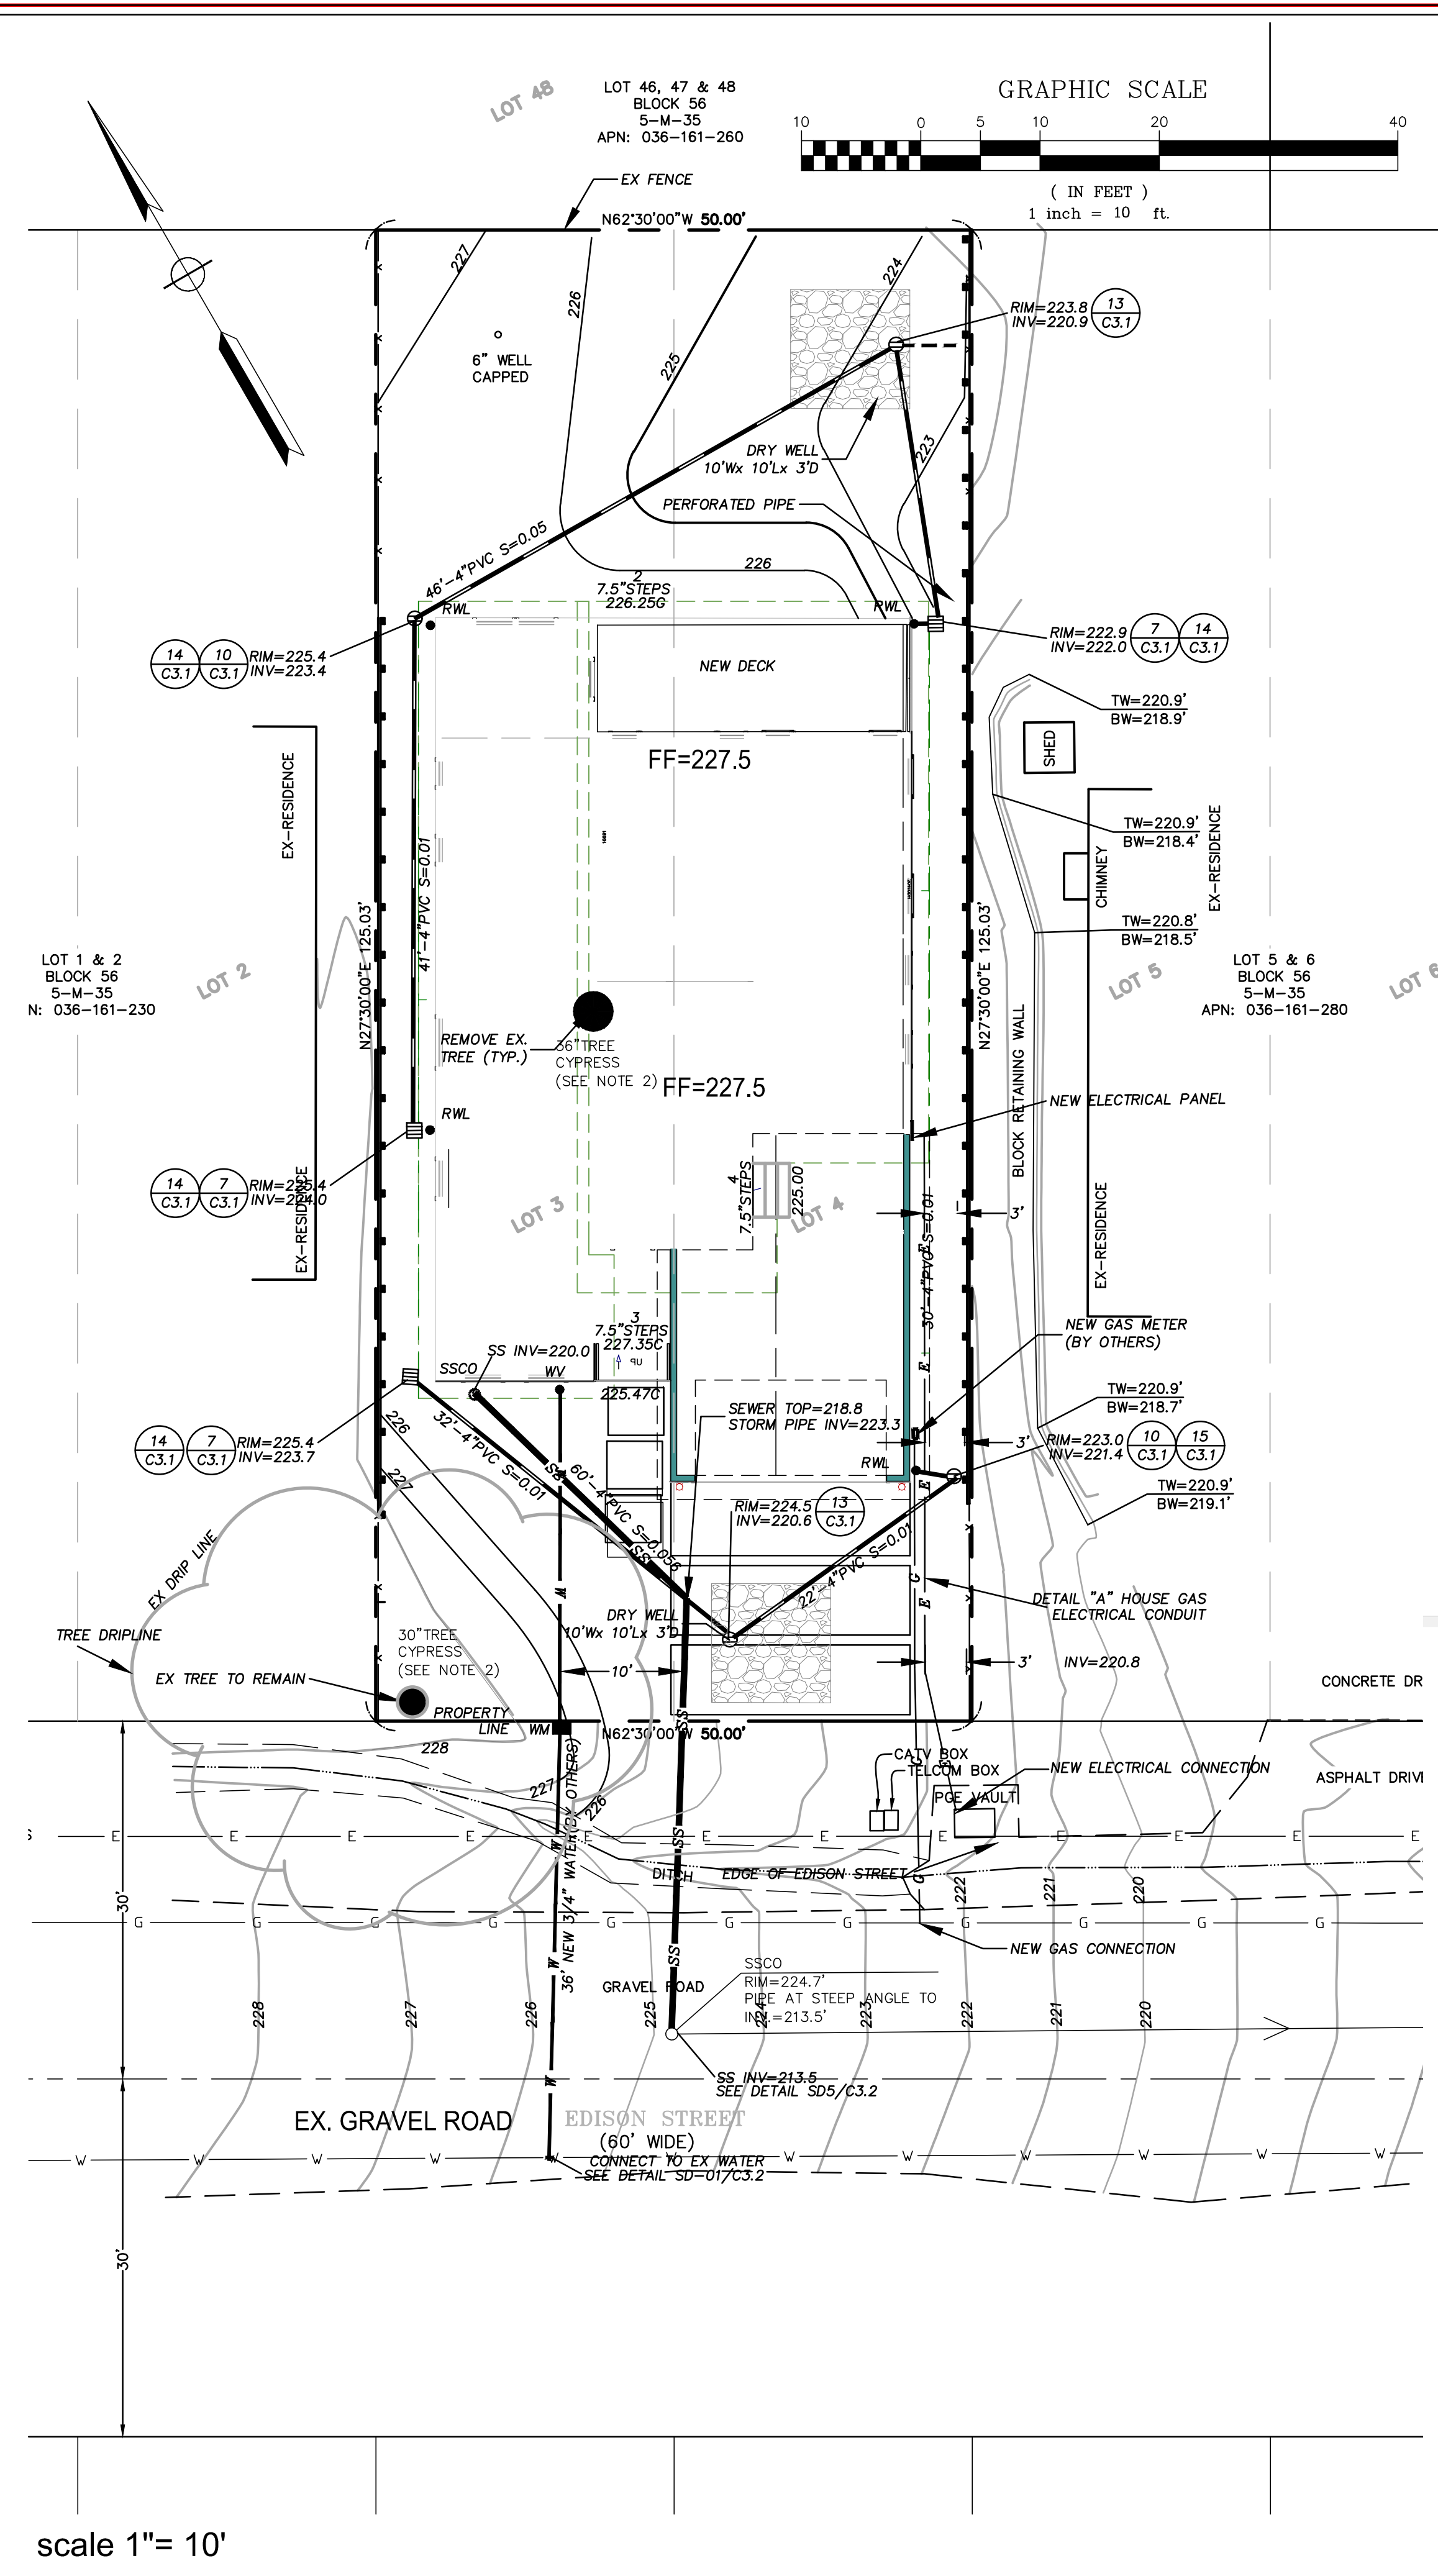 GRAPHIC SCALE
10 0 5 10 20 40
( IN FEET )
1 inch = 10 ft.
LOT 48
LOT 46, 47 & 48
BLOCK 56
5-M-35
APN: 036-161-260
EX FENCE
N62°30'00"W 50.00'
227
226
225
224
223
6" WELL
CAPPED
RIM=223.8
INV=220.9
13
C3.1
DRY WELL
10'Wx 10'Lx 3'D
PERFORATED PIPE
46'-4"PVC S=0.05
226
2
7.5"STEPS
226.25G
RWL
RWL
14
C3.1
10
C3.1
RIM=225.4
INV=223.4
RIM=222.9
INV=222.0
7
C3.1
14
C3.1
NEW DECK
FF=227.5
TW=220.9'
BW=218.9'
SHED
EX-RESIDENCE
41'-4"PVC S=0.01
TW=220.9'
BW=218.4'
CHIMNEY
EX-RESIDENCE
TW=220.8'
BW=218.5'
N27°30'00"E 125.03'
N27°30'00"E 125.03'
LOT 1 & 2
BLOCK 56
5-M-35
N: 036-161-230
LOT 2
LOT 5
LOT 5 & 6
BLOCK 56
5-M-35
APN: 036-161-280
LOT 6
REMOVE EX.
TREE (TYP.)
36"TREE
CYPRESS
(SEE NOTE 2)
FF=227.5
BLOCK RETAINING WALL
NEW ELECTRICAL PANEL
RWL
14
C3.1
7
C3.1
RIM=225.4
INV=224.0
EX-RESIDENCE
LOT 3
4
7.5"STEPS
225.00
LOT 4
3'
30'-4"PVC S=0.01
E
EX-RESIDENCE
NEW GAS METER
(BY OTHERS)
3
7.5"STEPS
227.35C
UP
225.47C
SS INV=220.0
SSCO
WV
14
C3.1
7
C3.1
RIM=225.4
INV=223.7
SEWER TOP=218.8
STORM PIPE INV=223.3
TW=220.9'
BW=218.7'
3'
RIM=223.0
INV=221.4
10
C3.1
15
C3.1
RWL
TW=220.9'
BW=219.1'
226
227
32'-4"PVC S=0.01
60'-4"PVC S=0.056
SS
SS
RIM=224.5
INV=220.6
13
C3.1
22'-4"PVC S=0.01
E
G
E
EX DRIP LINE
TREE DRIPLINE
DETAIL "A" HOUSE GAS
ELECTRICAL CONDUIT
DRY WELL
10'Wx 10'Lx 3'D
W
30"TREE
CYPRESS
(SEE NOTE 2)
EX TREE TO REMAIN
10'
3'
INV=220.8
CONCRETE DR
PROPERTY
LINE
WM
N62°30'00"W 50.00'
SS
228
227
226
CATV BOX
TELCOM BOX
PGE VAULT
NEW ELECTRICAL CONNECTION
ASPHALT DRIV
E E E E E E E E E E E E
W
SS
DITCH
EDGE OF EDISON STREET
G
222
221
220
30'
G G G G G G G G G G G
NEW GAS CONNECTION
36' NEW 3/4" WATER(BY OTHERS)
SS
W
GRAVEL ROAD
SSCO
RIM=224.7'
PIPE AT STEEP ANGLE TO
INV.=213.5'
228
227
226
225
224
223
222
221
220
SS INV=213.5
SEE DETAIL SD5/C3.2
W
EX. GRAVEL ROAD
EDISON STREET
(60' WIDE)
W W W W W W W W W W W W
CONNECT TO EX WATER
SEE DETAIL SD-01/C3.2
30'
scale 1"= 10'